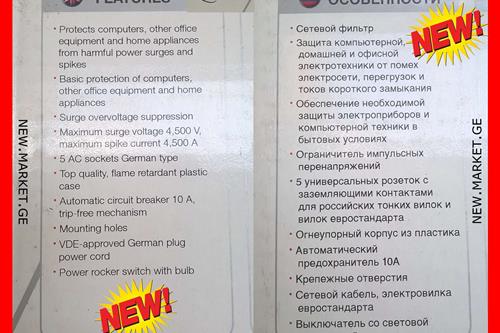 FEATURES
• Protects computers, other office
equipment and home appliances
from harmful power surges and
spikes
• Basic protection of computers,
other office equipment and home
appliances
• Surge overvoltage suppression
• Maximum surge voltage 4,500 V,
maximum spike current 4,500 A
• 5 AC sockets German type
• Top quality, flame retardant plastic
case
• Automatic circuit breaker 10 A,
trip-free mechanism
• Mounting holes
• VDE-approved German plug
power cord
• Power rocker switch with bulb
NEW!
NEW.MARKET.GE
ОСОБЕННОСТИ
• Сетевой фильтр
• Защита компьютерной,
домашней и офисной
электротехники от помех
электросети, перегрузок и
токов короткого замыкания
• Обеспечение необходимой
защиты электроприборов и
компьютерной техники в
бытовых условиях
• Ограничитель импульсных
перенапряжений
• 5 универсальных розеток с
заземляющими контактами
для российских тонких вилок и
вилок евростандарта
• Огнеупорный корпус из пластика
• Автоматический
предохранитель 10А
• Крепежные отверстия
• Сетевой кабель, электровилка
евростандарта
• Выключатель со световой
NEW!
NEW.MARKET.GE